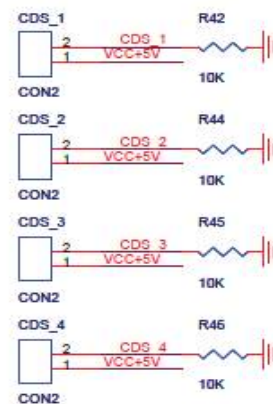 CDS_1 R42
2 CDS_1
1 VCC+5V
CON2 10K
CDS_2 R44
2 CDS_2
1 VCC+5V
CON2 10K
CDS_3 R45
2 CDS_3
1 VCC+5V
CON2 10K
CDS_4 R46
2 CDS_4
1 VCC+5V
CON2 10K